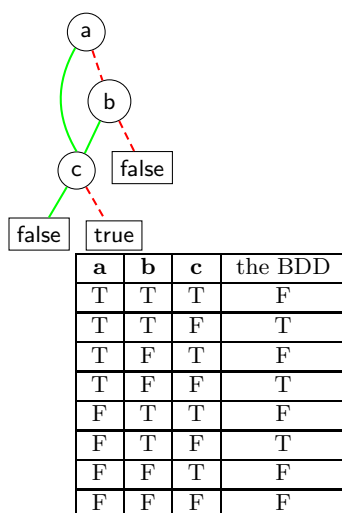 a
b
c false
false true
a b c the BDD
T T T F
T T F T
T F T F
T F F T
F T T F
F T F T
F F T F
F F F F